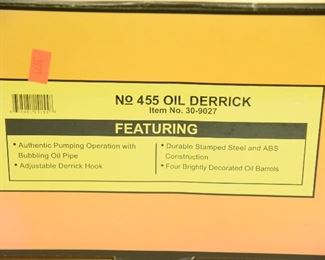 No 455 OIL DERRICK
Item No. 30-9027
FEATURING
• Authentic Pumping Operation with
Bubbling Oil Pipe
• Adjustable Derrick Hook
• Durable Stamped Steel and ABS
Construction
• Four Brightly Decorated Oil Barrols